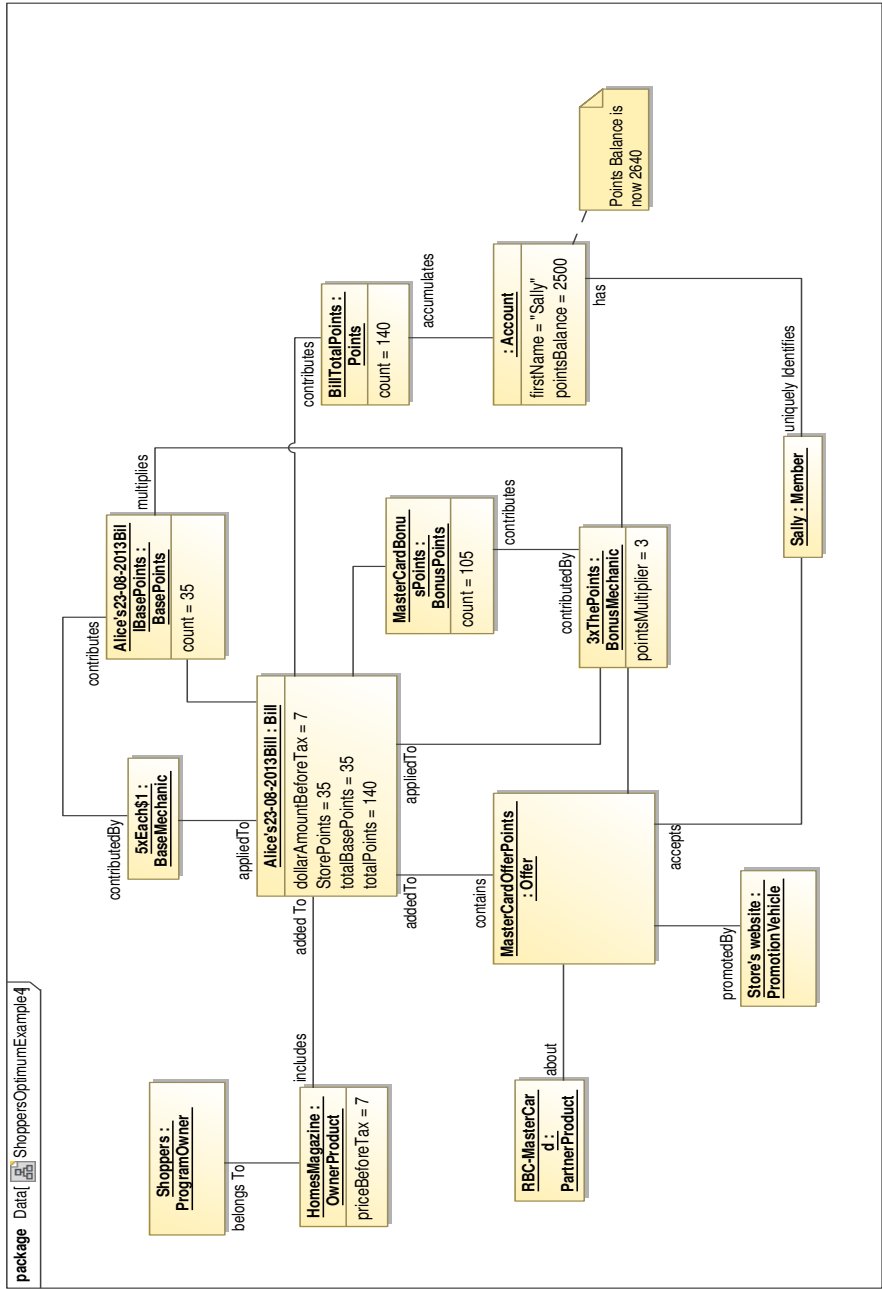 package Data[ ShoppersOptimumExample4]
Shoppers :
ProgramOwner
belongs To
HomesMagazine :
OwnerProduct
priceBeforeTax = 7
includes
added To
5xEach$1 :
BaseMechanic
contributedBy
appliedTo
contributes
Alice's23-08-2013Bil
lBasePoints :
BasePoints
count = 35
multiplies
Alice's23-08-2013Bill : Bill
dollarAmountBeforeTax = 7
StorePoints = 35
totalBasePoints = 35
totalPoints = 140
addedTo
appliedTo
contributes
BillTotalPoints :
Points
count = 140
accumulates
MasterCardBonu
sPoints :
BonusPoints
count = 105
contributes
contributedBy
3xThePoints :
BonusMechanic
pointsMultiplier = 3
: Account
firstName = "Sally"
pointsBalance = 2500
has
Points Balance is
now 2640
contains
MasterCardOfferPoints
: Offer
about
RBC-MasterCar
d :
PartnerProduct
promotedBy
Store's website :
PromotionVehicle
accepts
uniquely Identifies
Sally : Member